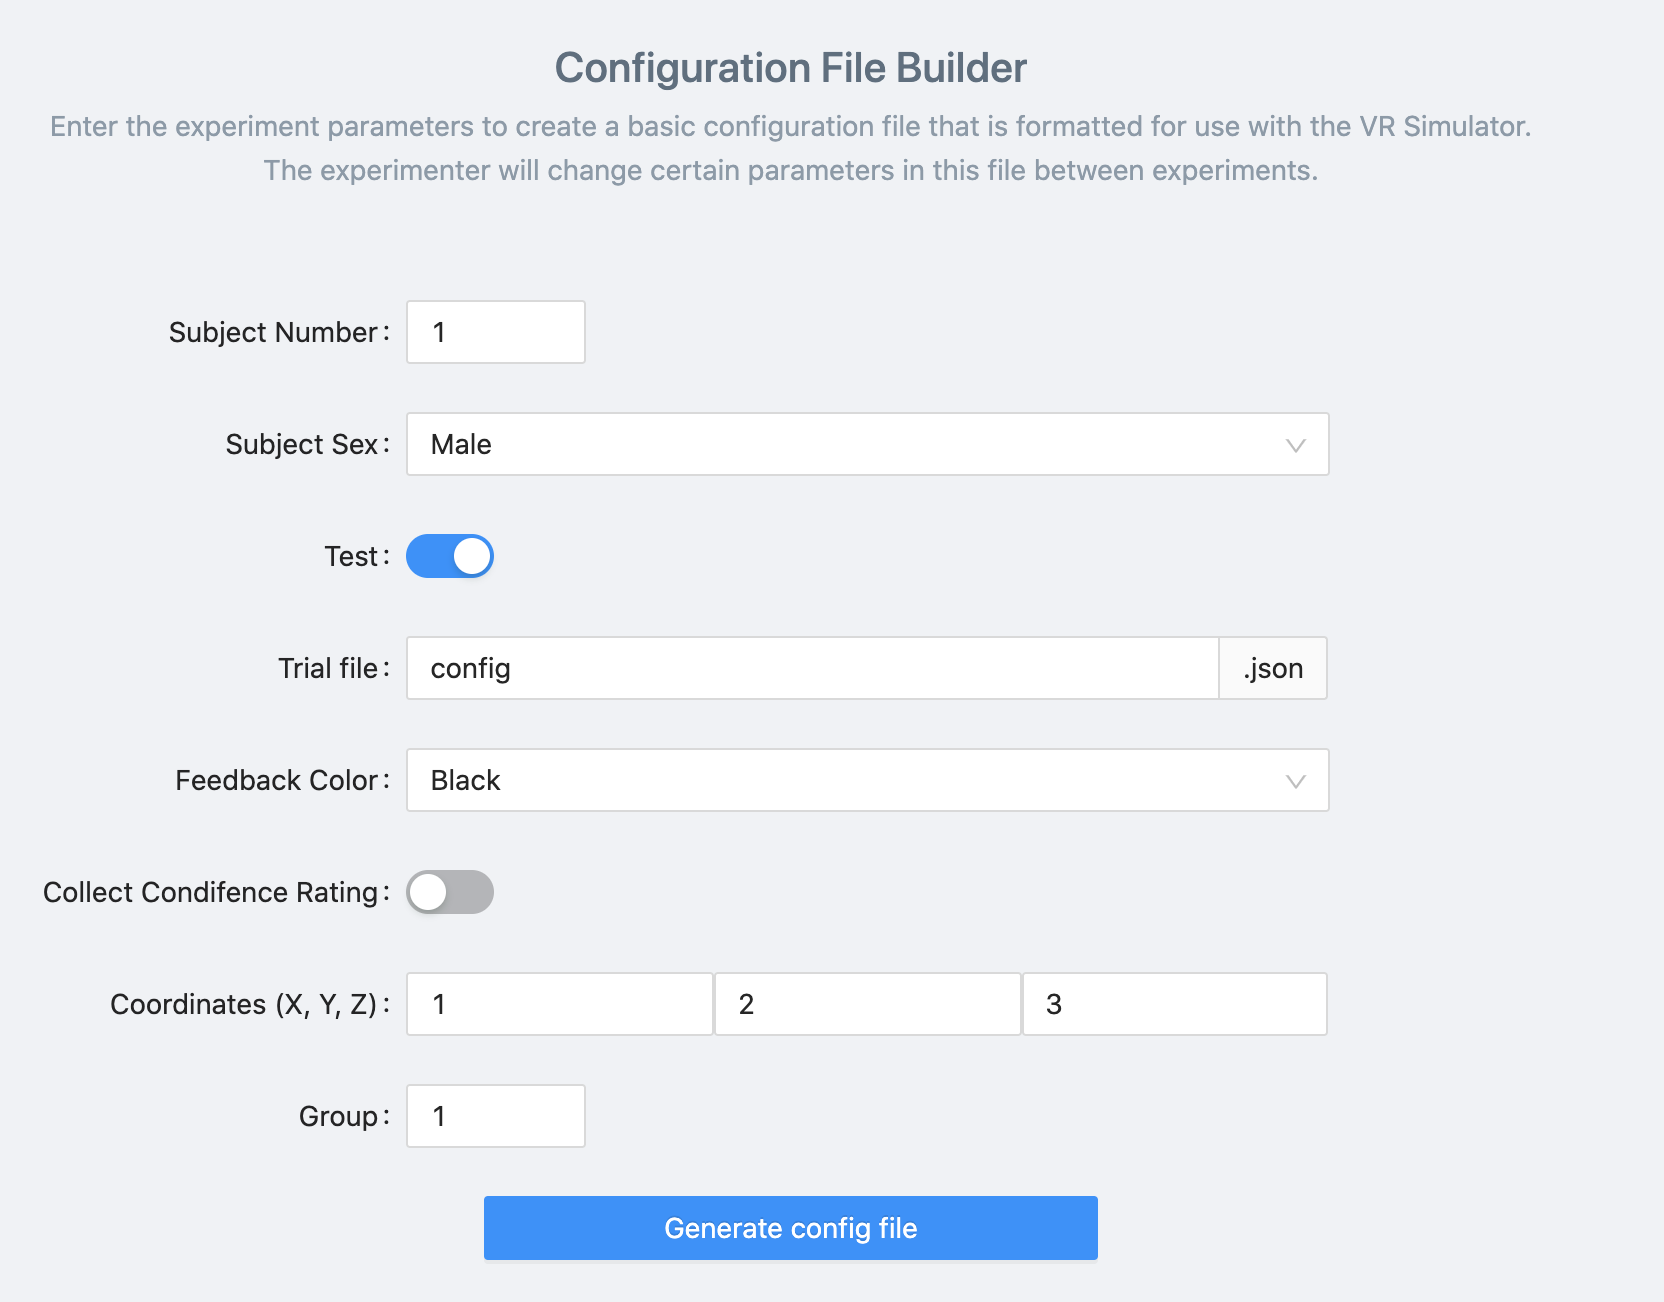 Configuration File Builder
Enter the experiment parameters to create a basic configuration file that is formatted for use with the VR Simulator.
The experimenter will change certain parameters in this file between experiments.
Subject Number: 1
Subject Sex: Male
Test:
Trial file: config .json
Feedback Color: Black
Collect Condifence Rating:
Coordinates (X, Y, Z): 1 2 3
Group: 1
Generate config file